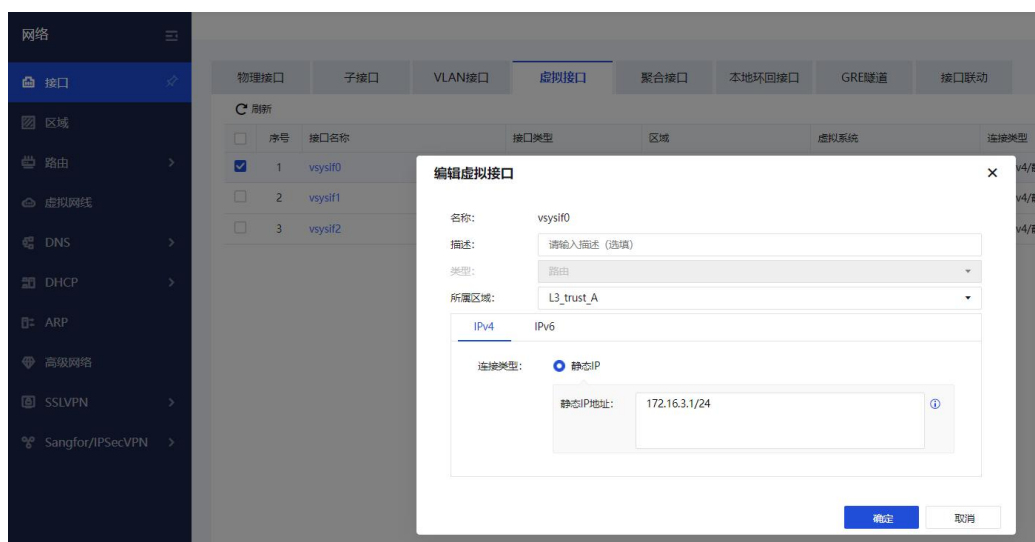 网络
接口
区域
路由
虚拟网线
DNS
DHCP
ARP
高级网络
SSLVPN
Sangfor/IPSecVPN
物理接口 子接口 VLAN接口 虚拟接口 聚合接口 本地环回接口 GRE隧道 接口联动
刷新
序号 接口名称 接口类型 区域 虚拟系统 连接类型
1 vsysif0
2 vsysif1
3 vsysif2
编辑虚拟接口
名称: vsysif0
描述: 请输入描述（选填）
类型: 路由
所属区域: L3_trust_A
IPv4 IPv6
连接类型: 静态IP
静态IP地址: 172.16.3.1/24
确定 取消